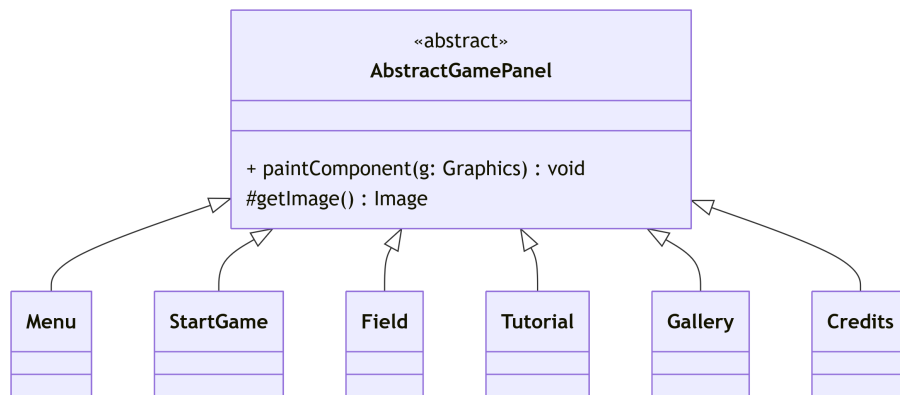 «abstract»
AbstractGamePanel
+ paintComponent(g: Graphics) : void
#getImage() : Image
Menu
StartGame
Field
Tutorial
Gallery
Credits